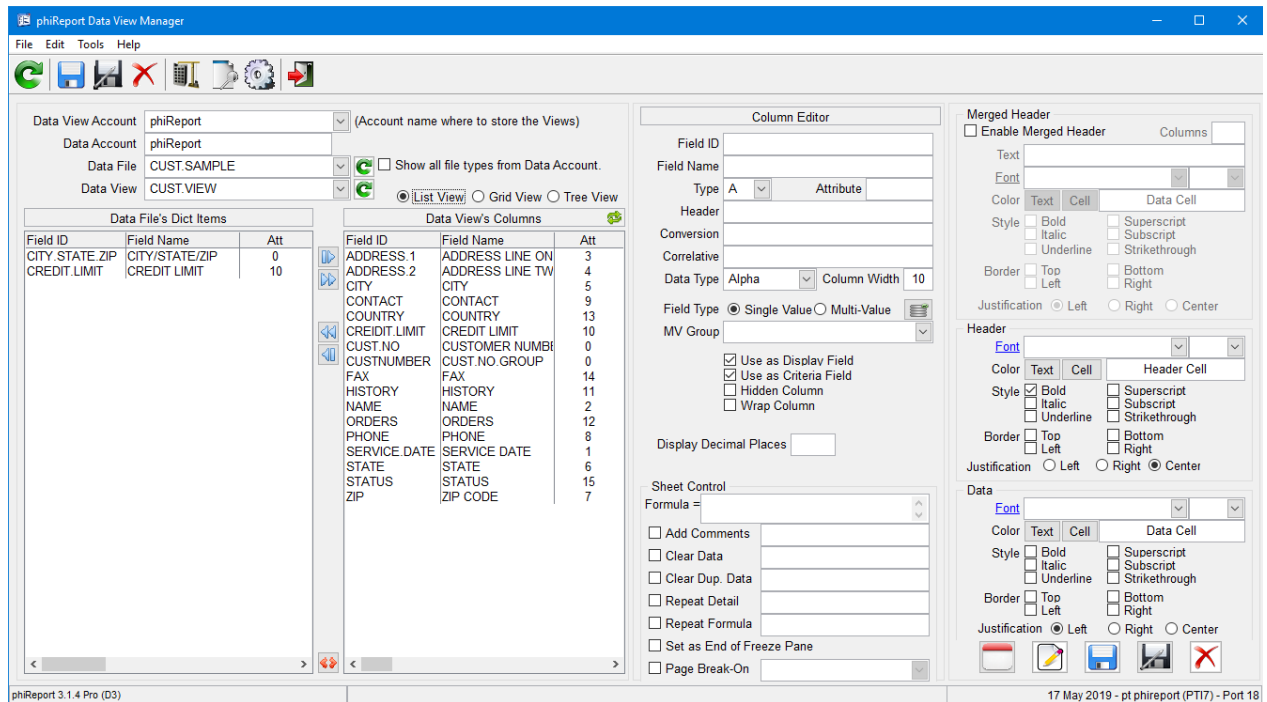 phiReport Data View Manager
File Edit Tools Help
Data View Account phiReport (Account name where to store the Views)
Data Account phiReport
Data File CUST.SAMPLE Show all file types from Data Account.
Data View CUST.VIEW List View Grid View Tree View
Data File's Dict Items
Field ID Field Name Att
CITY.STATE.ZIP CITY/STATE/ZIP 0
CREDIT.LIMIT CREDIT LIMIT 10
Data View's Columns
Field ID Field Name Att
ADDRESS.1 ADDRESS LINE ON 3
ADDRESS.2 ADDRESS LINE TW 4
CITY CITY 5
CONTACT CONTACT 9
COUNTRY COUNTRY 13
CREIDIT.LIMIT CREDIT LIMIT 10
CUST.NO CUSTOMER NUMBE 0
CUSTNUMBER CUST.NO.GROUP 0
FAX FAX 14
HISTORY HISTORY 11
NAME NAME 2
ORDERS ORDERS 12
PHONE PHONE 8
SERVICE.DATE SERVICE DATE 1
STATE STATE 6
STATUS STATUS 15
ZIP ZIP CODE 7
Column Editor
Field ID
Field Name
Type A Attribute
Header
Conversion
Correlative
Data Type Alpha Column Width 10
Field Type Single Value Multi-Value
MV Group
Use as Display Field
Use as Criteria Field
Hidden Column
Wrap Column
Display Decimal Places
Sheet Control
Formula =
Add Comments
Clear Data
Clear Dup. Data
Repeat Detail
Repeat Formula
Set as End of Freeze Pane
Page Break-On
Merged Header
Enable Merged Header Columns
Text
Font
Color Text Cell Data Cell
Style Bold Superscript
Italic Subscript
Underline Strikethrough
Border Top Bottom
Left Right
Justification Left Right Center
Header
Font
Color Text Cell Header Cell
Style Bold Superscript
Italic Subscript
Underline Strikethrough
Border Top Bottom
Left Right
Justification Left Right Center
Data
Font
Color Text Cell Data Cell
Style Bold Superscript
Italic Subscript
Underline Strikethrough
Border Top Bottom
Left Right
Justification Left Right Center
phiReport 3.1.4 Pro (D3)
17 May 2019 - pt phireport (PTI7) - Port 18